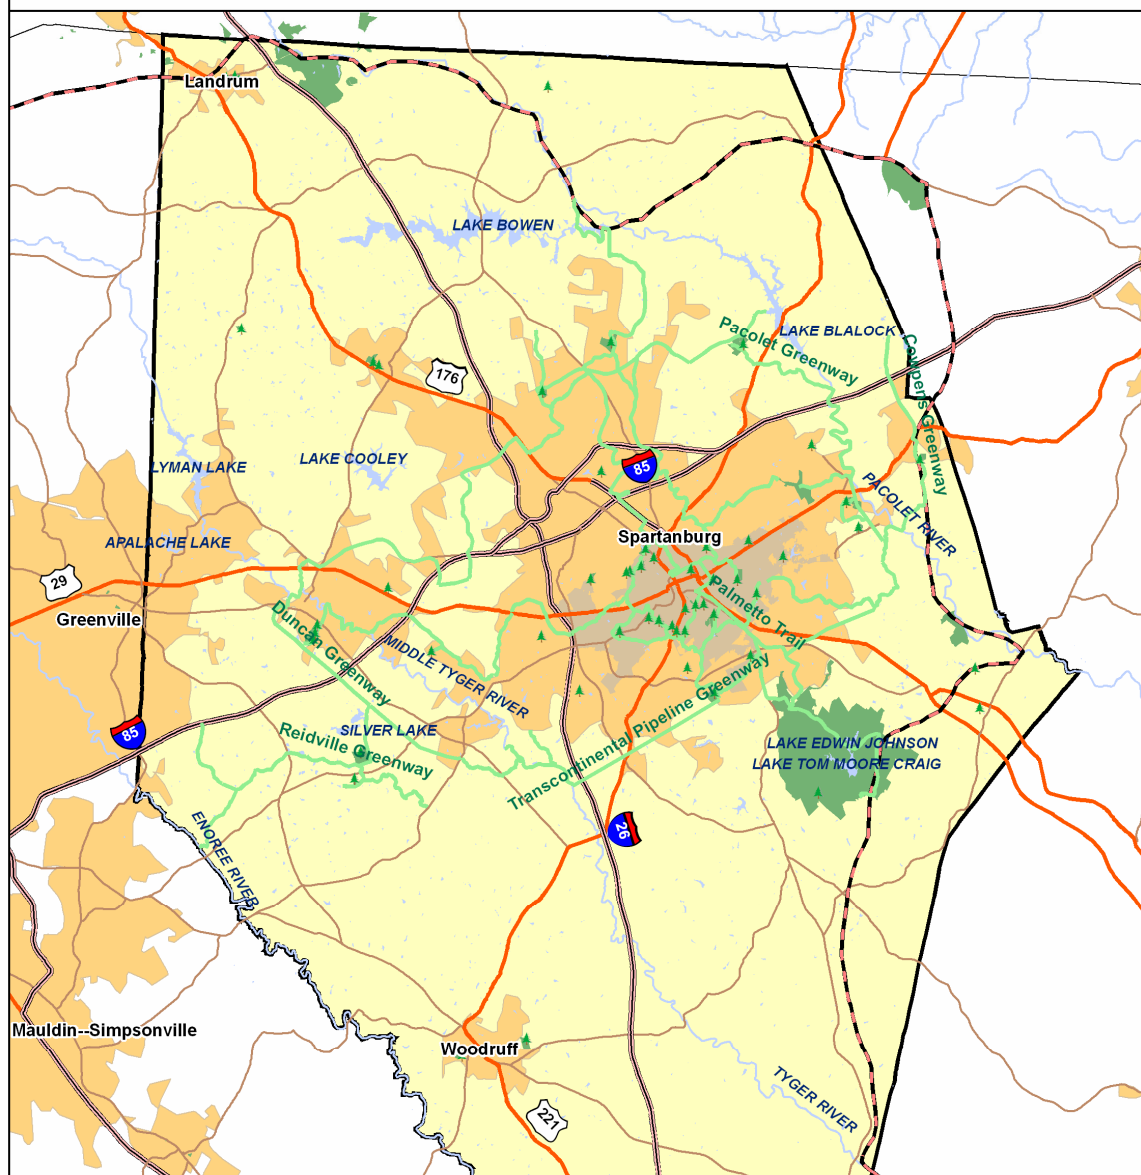 Landrum
LAKE BOWEN
Pacolet Greenway
LAKE BLALOCK
Cowpens Greenway
176
LYMAN LAKE
LAKE COOLEY
85
PACOLET RIVER
APALACHE LAKE
Spartanburg
29
Greenville
Duncan Greenway
MIDDLE TYGER RIVER
Palmetto Trail
Transcontinental Pipeline Greenway
85
SILVER LAKE
Reidville Greenway
LAKE EDWIN JOHNSON
LAKE TOM MOORE CRAIG
ENOREE RIVER
26
Mauldin--Simpsonville
Woodruff
TYGER RIVER
221